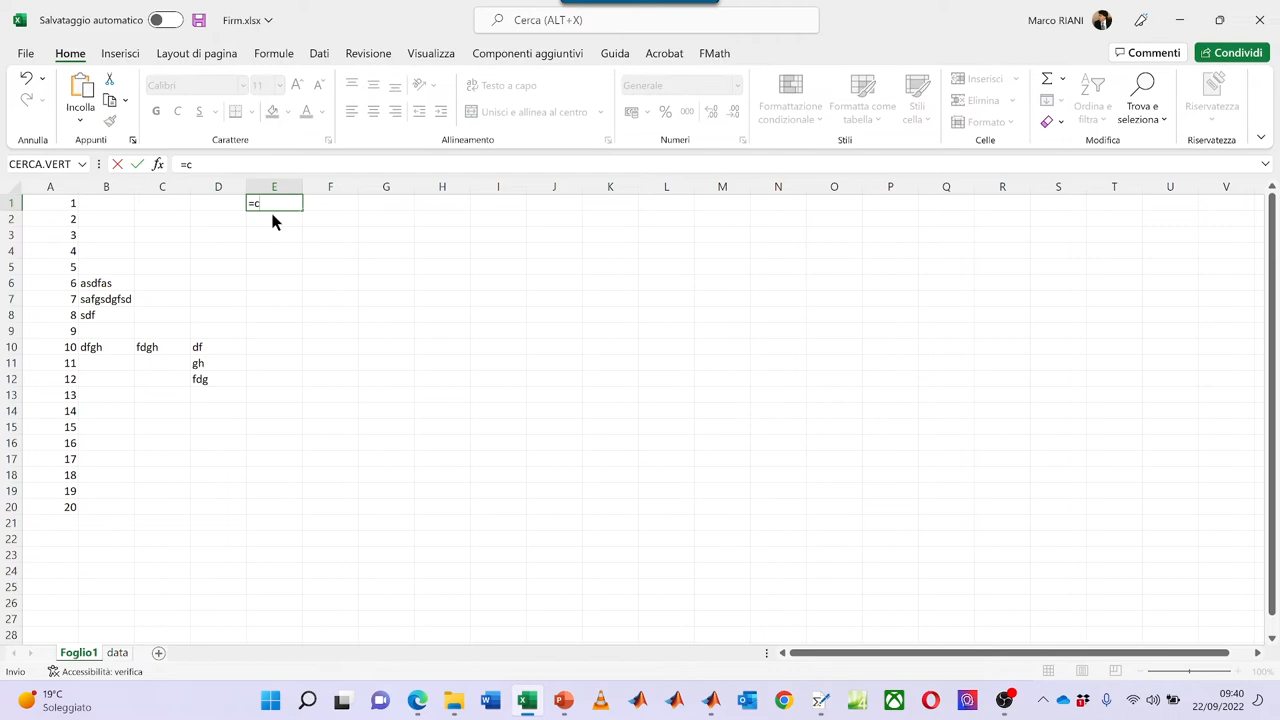 Salvataggio automatico Firm.xlsx Cerca (ALT+X) Marco RIANI
File Home Inserisci Layout di pagina Formule Dati Revisione Visualizza Componenti aggiuntivi Guida Acrobat FMath Commenti Condividi
Incolla Calibri A A Testo a capo Generale Formattazione condizionale Formatta come tabella Stili cella Inserisci Ordina e filtra Trova e seleziona Riservatezza
Elimina
G C S A Unisci e allinea al centro % 000 Formato
Annulla Appunti Carattere Allineamento Numeri Stili Celle Modifica Riservatezza
CERCA.VERT fx =c
A B C D E F G H I J K L M N O P Q R S T U V
1 1 =c
2 2
3 3
4 4
5 5
6 6 asdfas
7 7 safgsdgfsd
8 8 sdf
9 9
10 10 dfgh fdgh df
11 11 gh
12 12 fdg
13 13
14 14
15 15
16 16
17 17
18 18
19 19
20 20
21
22
23
24
25
26
27
28
Foglio1 data
Invio Accessibilità: verifica 100%
19°C Soleggiato 09:40
22/09/2022